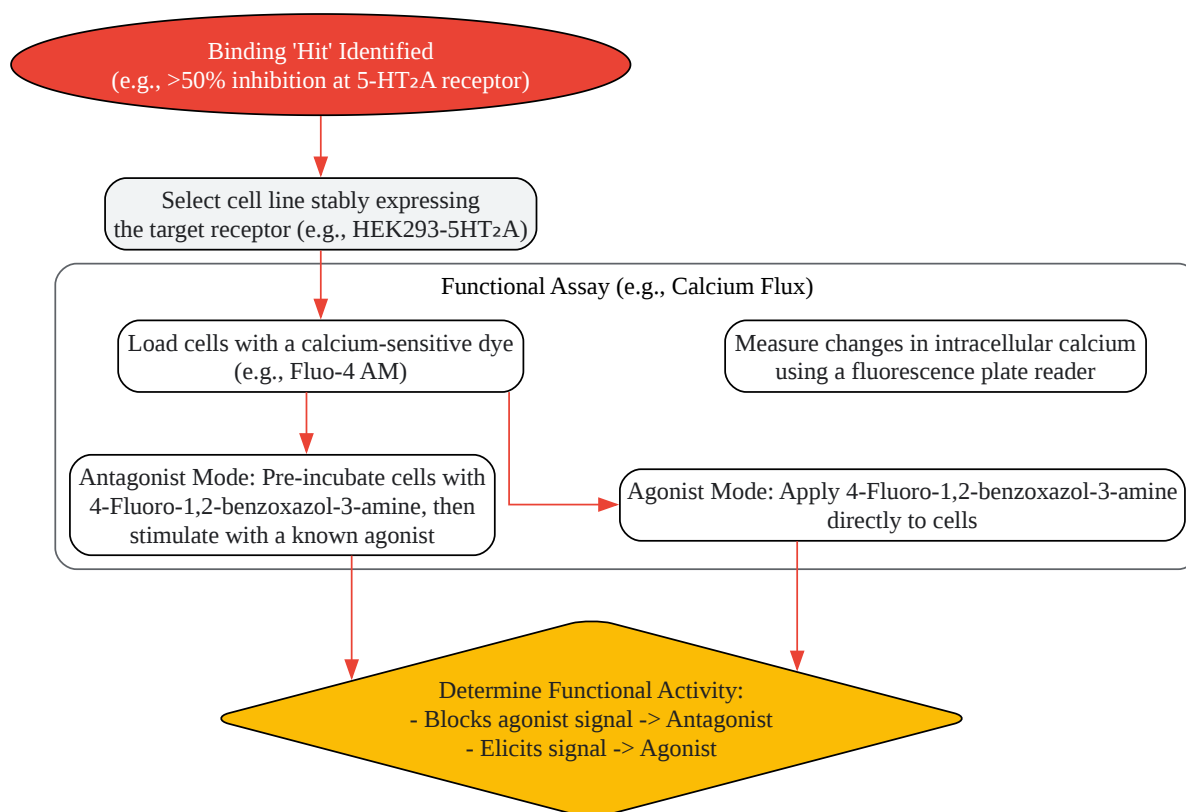 Binding 'Hit' Identified
(e.g., >50% inhibition at 5-HT₂A receptor)
Select cell line stably expressing
the target receptor (e.g., HEK293-5HT₂A)
Functional Assay (e.g., Calcium Flux)
Load cells with a calcium-sensitive dye
(e.g., Fluo-4 AM)
Measure changes in intracellular calcium
using a fluorescence plate reader
Antagonist Mode: Pre-incubate cells with
4-Fluoro-1,2-benzoxazol-3-amine, then
stimulate with a known agonist
Agonist Mode: Apply 4-Fluoro-1,2-benzoxazol-3-amine
directly to cells
Determine Functional Activity:
- Blocks agonist signal -> Antagonist
- Elicits signal -> Agonist